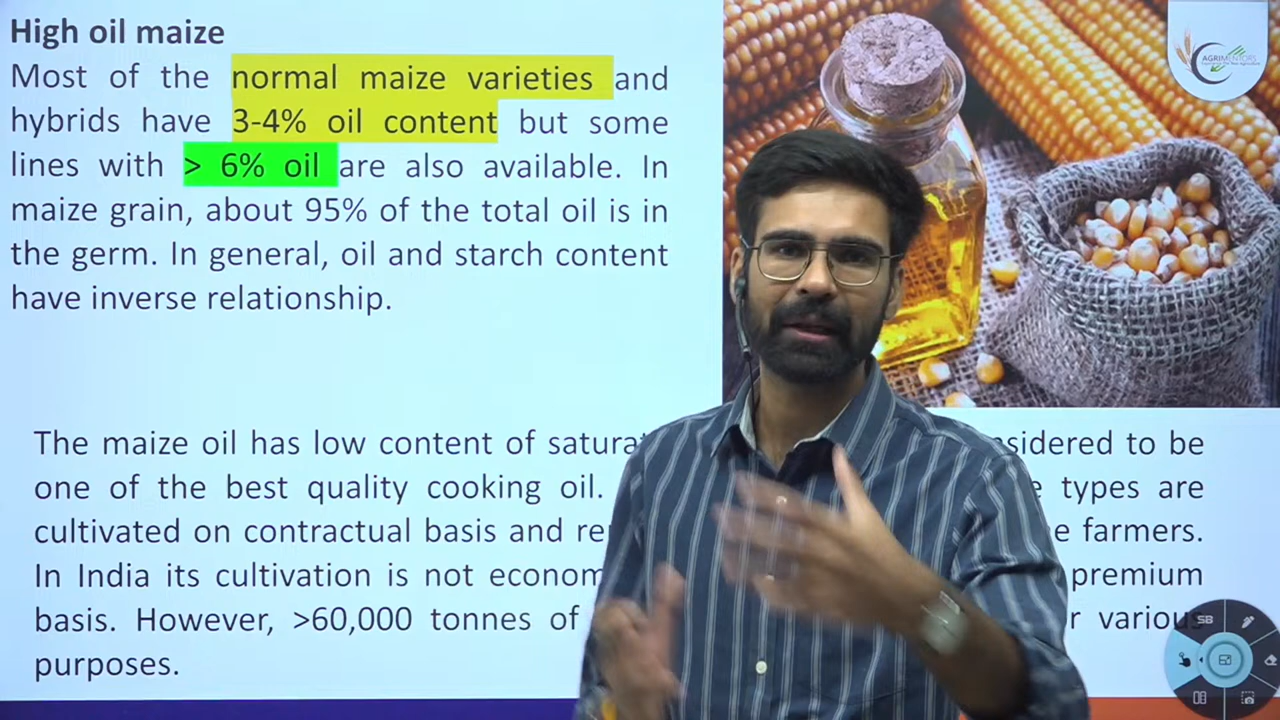 High oil maize
Most of the normal maize varieties and
hybrids have 3-4% oil content but some
lines with > 6% oil are also available. In
maize grain, about 95% of the total oil is in
the germ. In general, oil and starch content
have inverse relationship.
AGRIMENTORS
The maize oil has low content of to be
one of the best quality cooking oil. types are
cultivated on contractual basis and farmers.
In India its cultivation is not premium
basis. However, >60,000 tonnes of various
purposes.
SB